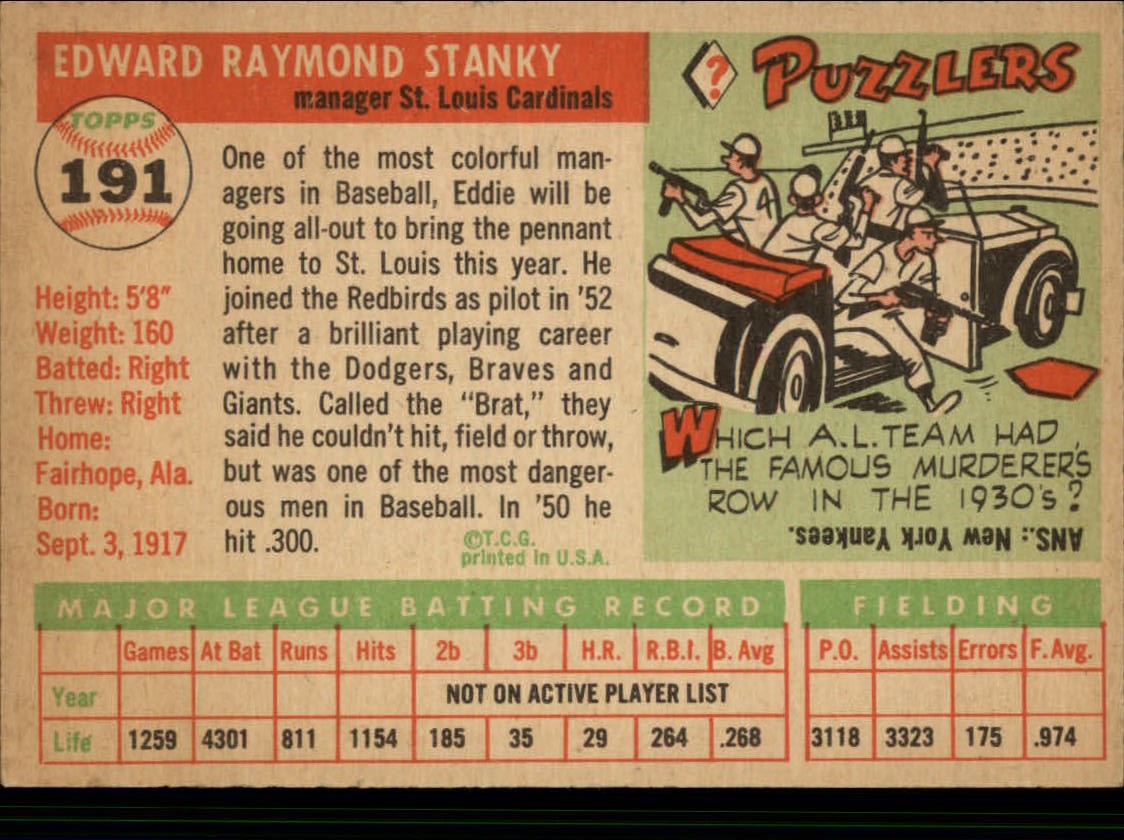 EDWARD RAYMOND STANKY
manager St. Louis Cardinals
TOPPS
191
Height: 5'8"
Weight: 160
Batted: Right
Threw: Right
Home:
Fairhope, Ala.
Born:
Sept. 3, 1917
One of the most colorful man-
agers in Baseball, Eddie will be
going all-out to bring the pennant
home to St. Louis this year. He
joined the Redbirds as pilot in '52
after a brilliant playing career
with the Dodgers, Braves and
Giants. Called the "Brat," they
said he couldn't hit, field or throw,
but was one of the most danger-
ous men in Baseball. In '50 he
hit .300.
©T.C.G.
printed in U.S.A.
? PUZZLERS
4
WHICH A.L. TEAM HAD
THE FAMOUS MURDERER'S
ROW IN THE 1930's?
ANS.: New York Yankees.
MAJOR LEAGUE BATTING RECORD FIELDING
Games At Bat Runs Hits 2b 3b H.R. R.B.I. B. Avg P.O. Assists Errors F. Avg.
Year NOT ON ACTIVE PLAYER LIST
Life 1259 4301 811 1154 185 35 29 264 .268 3118 3323 175 .974